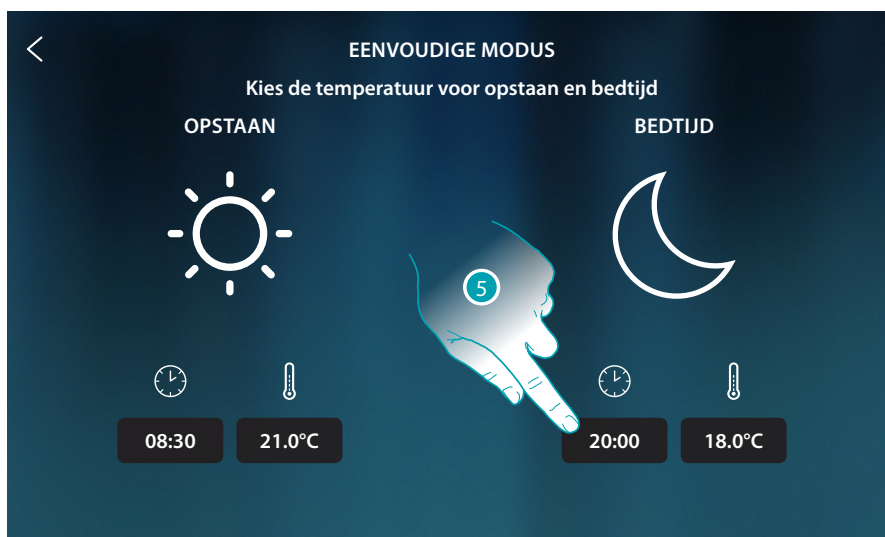 EENVOUDIGE MODUS
Kies de temperatuur voor opstaan en bedtijd
OPSTAAN
BEDTIJD
5
08:30
21.0°C
20:00
18.0°C